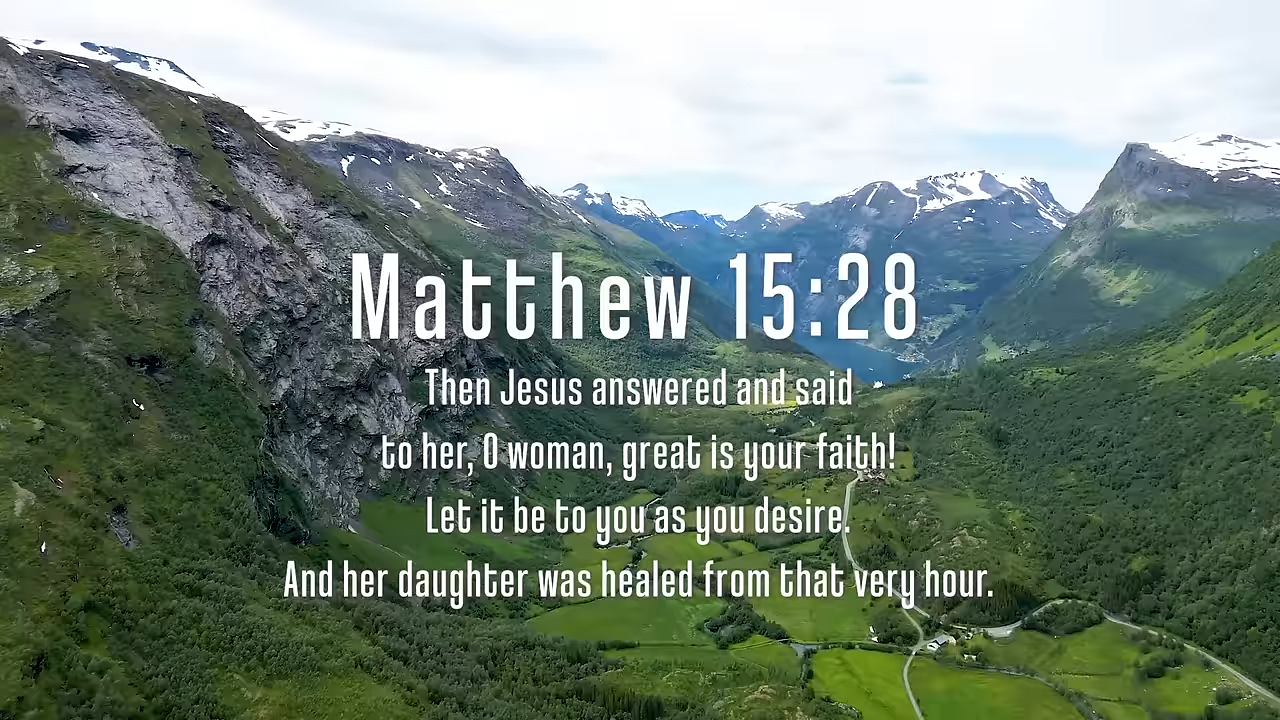 Matthew 15:28
Then Jesus answered and said
to her, O woman, great is your faith!
Let it be to you as you desire.
And her daughter was healed from that very hour.